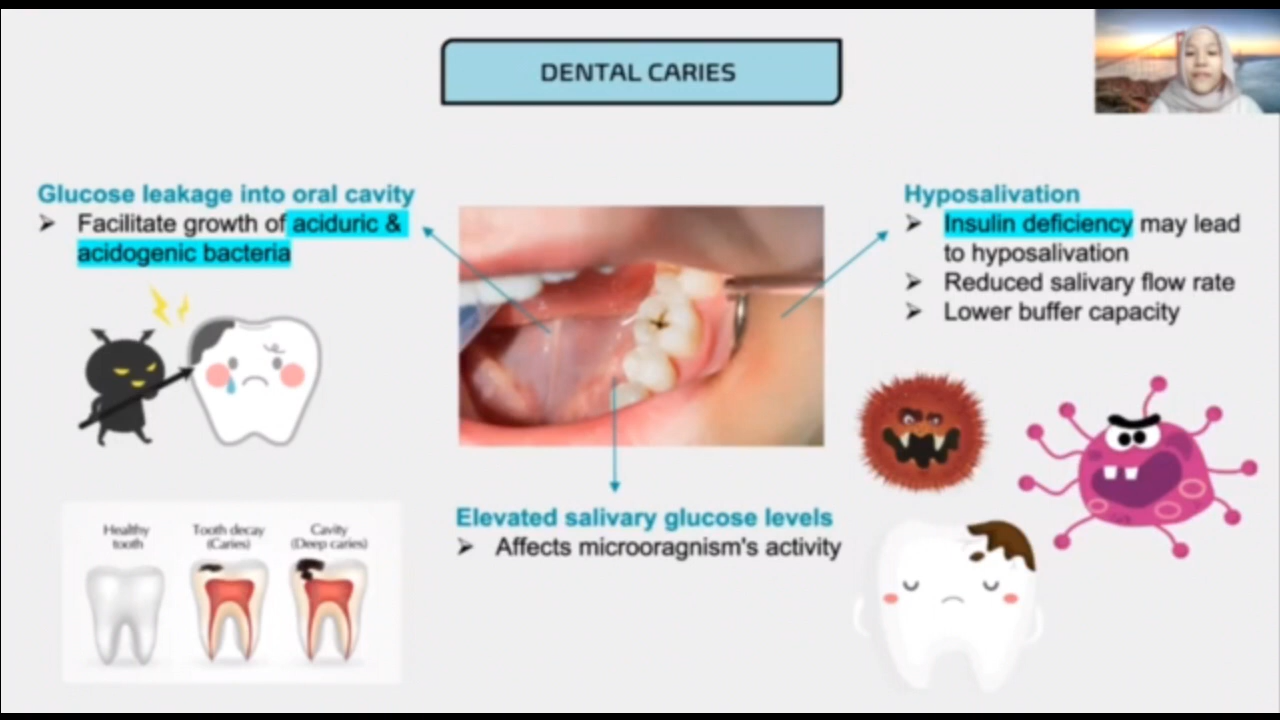 DENTAL CARIES
Glucose leakage into oral cavity
➢ Facilitate growth of aciduric &
acidogenic bacteria
Hyposalivation
➢ Insulin deficiency may lead
to hyposalivation
➢ Reduced salivary flow rate
➢ Lower buffer capacity
Elevated salivary glucose levels
➢ Affects microoragnism's activity
Healthy
tooth
Tooth decay
(Caries)
Cavity
(Deep caries)